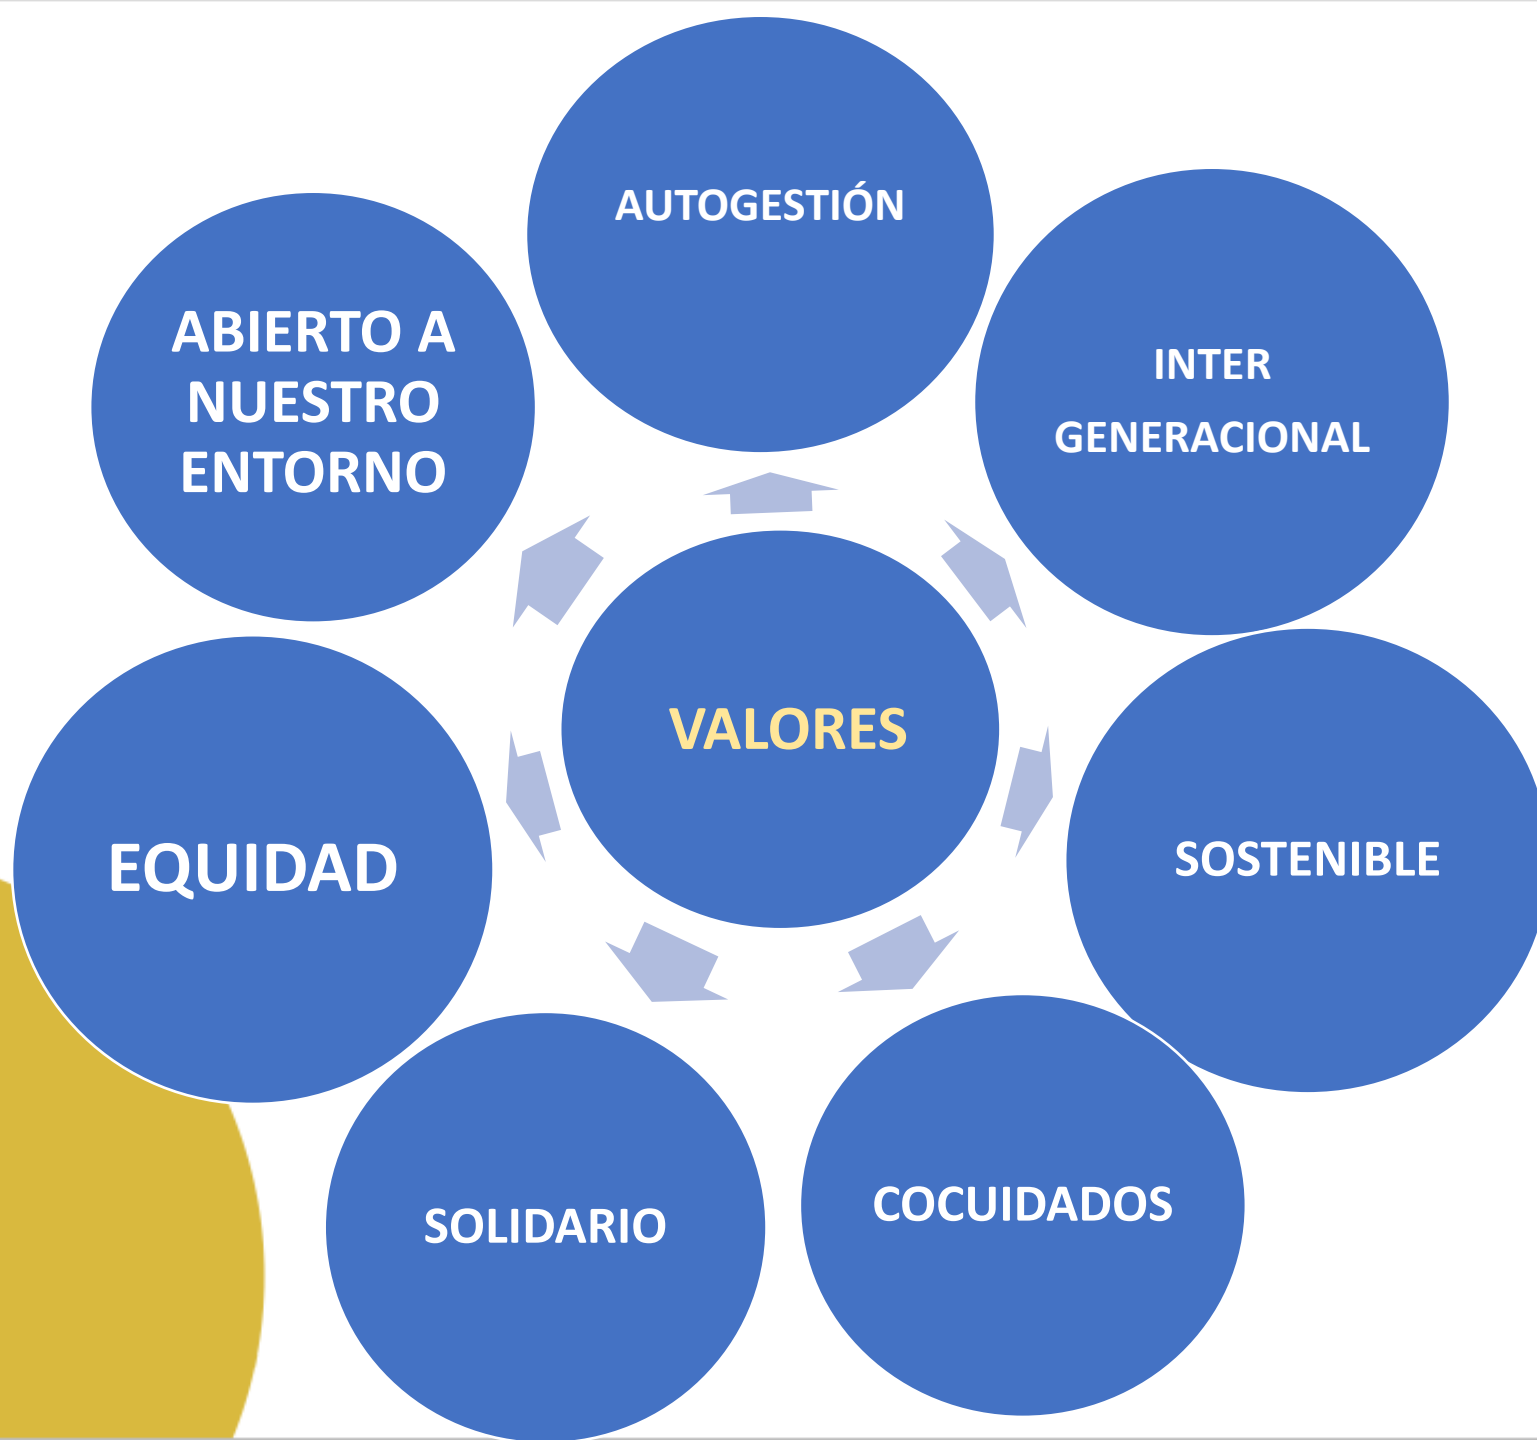 AUTOGESTIÓN
INTER
GENERACIONAL
SOSTENIBLE
COCUIDADOS
SOLIDARIO
EQUIDAD
ABIERTO A
NUESTRO
ENTORNO
VALORES